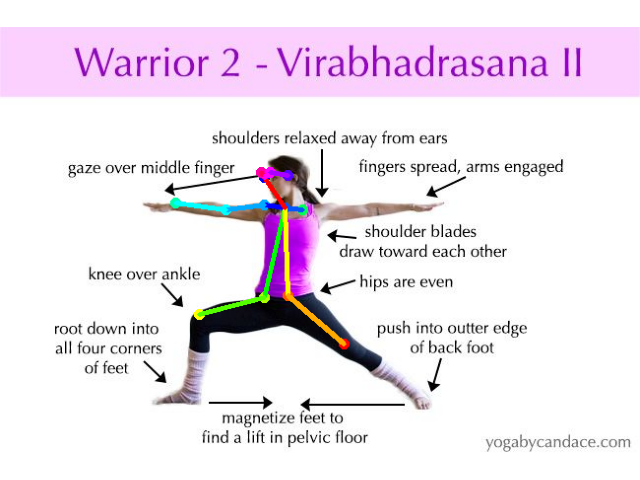 Warrior 2 - Virabhadrasana II
shoulders relaxed away from ears
gaze over middle finger
fingers spread, arms engaged
shoulder blades
draw toward each other
knee over ankle
hips are even
root down into
all four corners
of feet
push into outter edge
of back foot
magnetize feet to
find a lift in pelvic floor
yogabycandace.com